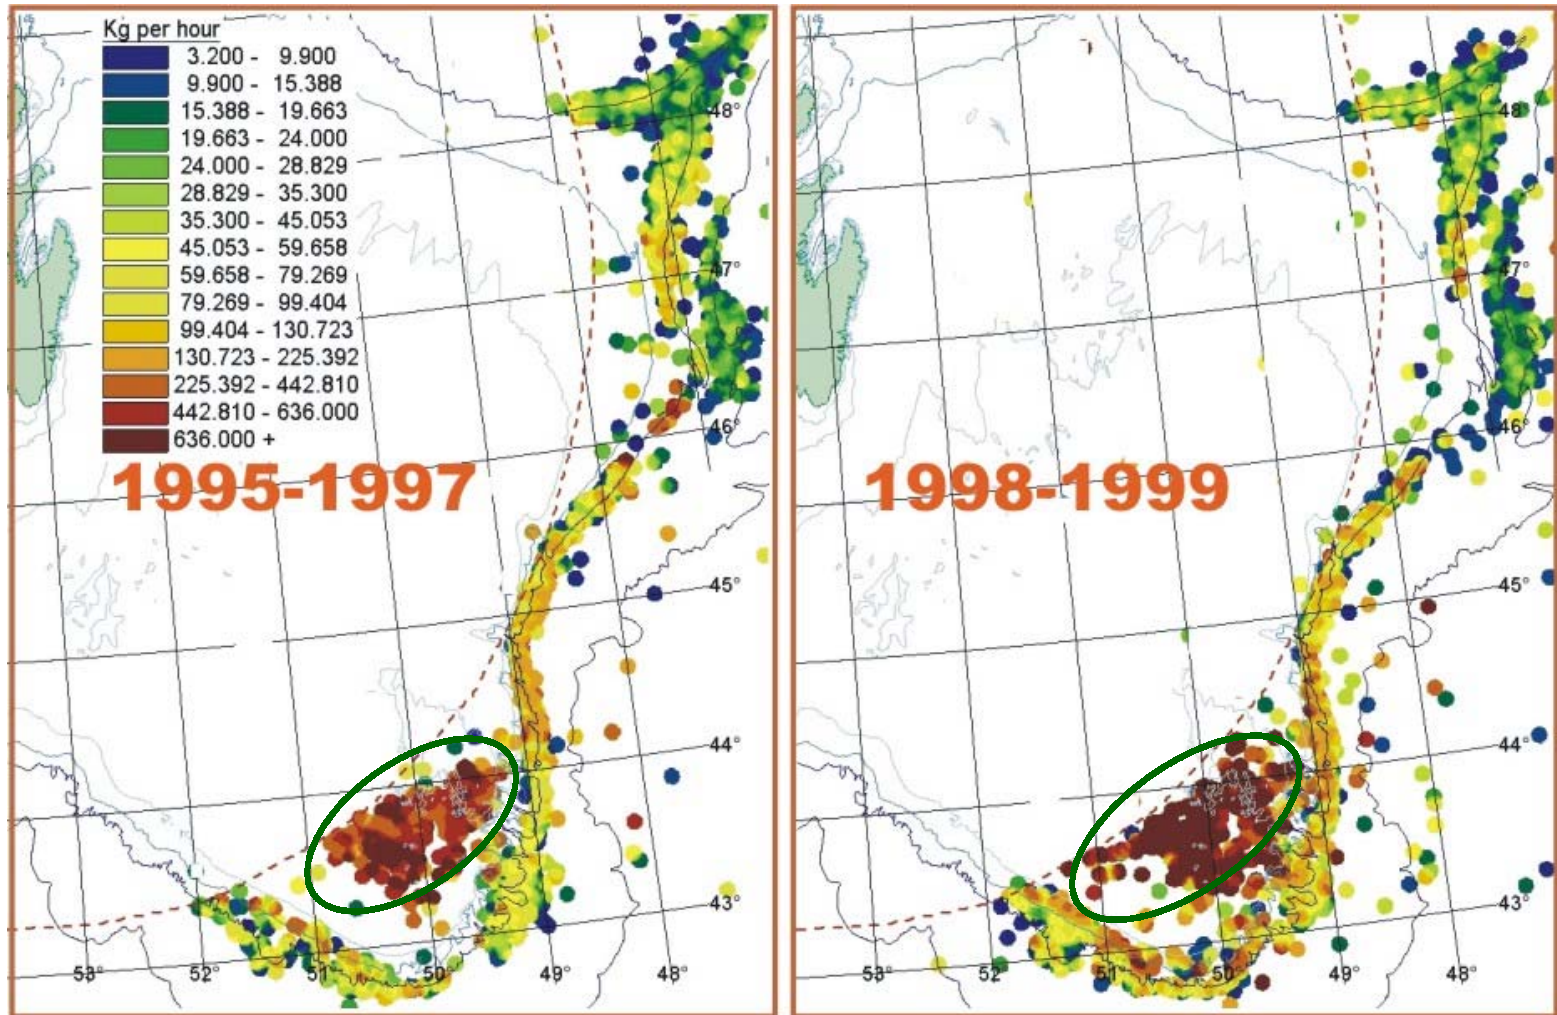 Kg per hour
3.200 - 9.900
9.900 - 15.388
15.388 - 19.663
19.663 - 24.000
24.000 - 28.829
28.829 - 35.300
35.300 - 45.053
45.053 - 59.658
59.658 - 79.269
79.269 - 99.404
99.404 - 130.723
130.723 - 225.392
225.392 - 442.810
442.810 - 636.000
636.000 +
1995-1997
48°
47°
46°
45°
44°
43°
53°
52°
51°
50°
49°
48°
1998-1999
48°
47°
46°
45°
44°
43°
53°
52°
51°
50°
49°
48°